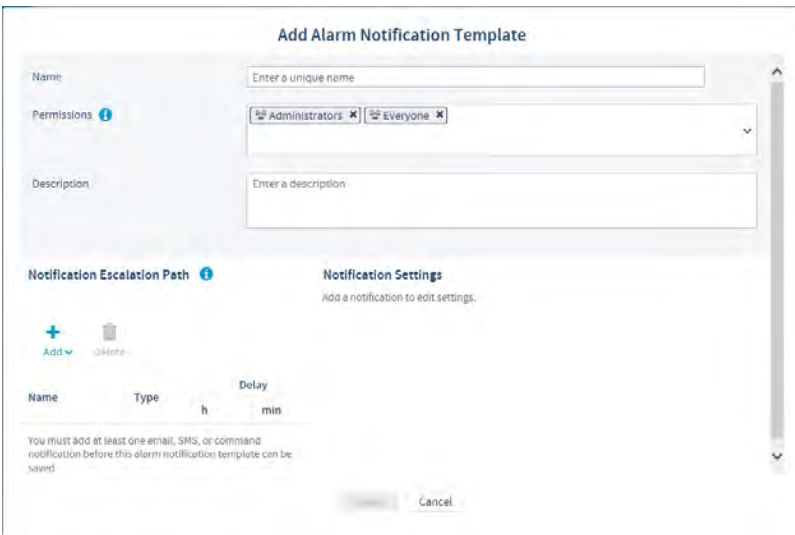 Add Alarm Notification Template
Name
Enter a unique name
Permissions
Administrators
Everyone
Description
Enter a description
Notification Escalation Path
Notification Settings
Add a notification to edit settings.
Add
Delete
Name Type Delay
h min
You must add at least one email, SMS, or command
notification before this alarm notification template can be
saved
Cancel